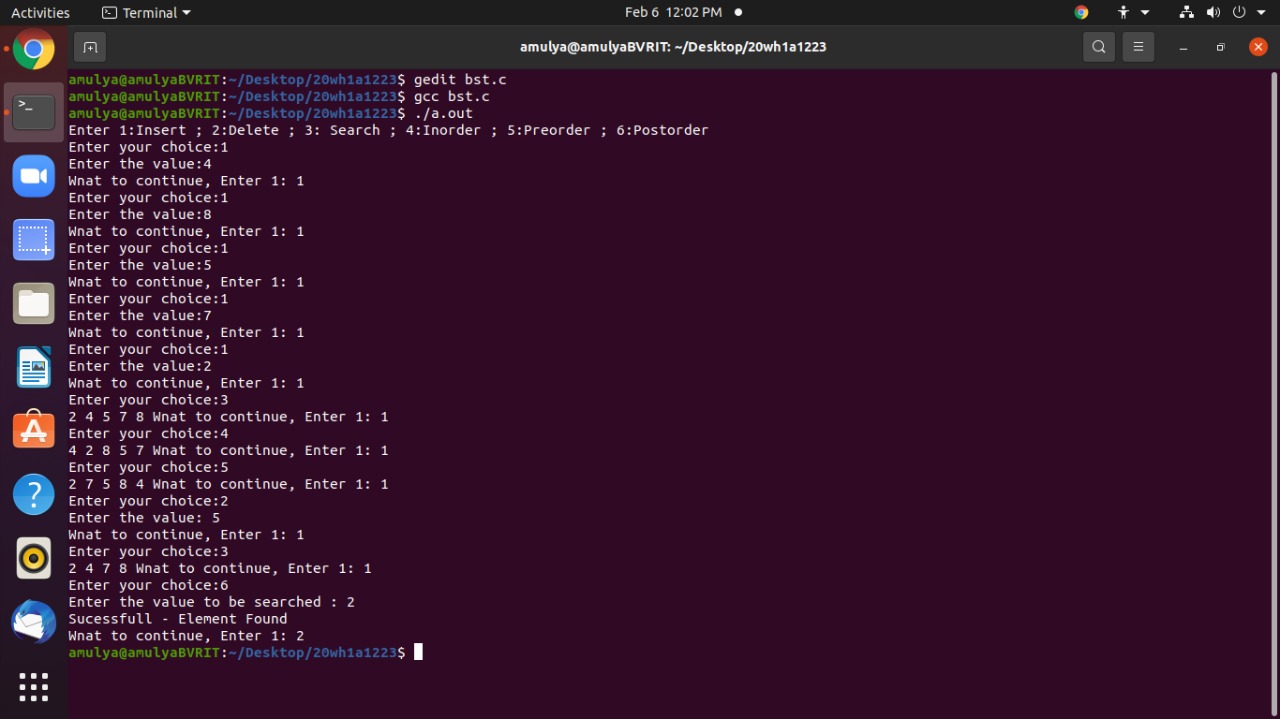 Activities Terminal Feb 6 12:02 PM
amulya@amulyaBVRIT: ~/Desktop/20wh1a1223
amulya@amulyaBVRIT:~/Desktop/20wh1a1223$ gedit bst.c
amulya@amulyaBVRIT:~/Desktop/20wh1a1223$ gcc bst.c
amulya@amulyaBVRIT:~/Desktop/20wh1a1223$ ./a.out
Enter 1:Insert ; 2:Delete ; 3: Search ; 4:Inorder ; 5:Preorder ; 6:Postorder
Enter your choice:1
Enter the value:4
Wnat to continue, Enter 1: 1
Enter your choice:1
Enter the value:8
Wnat to continue, Enter 1: 1
Enter your choice:1
Enter the value:5
Wnat to continue, Enter 1: 1
Enter your choice:1
Enter the value:7
Wnat to continue, Enter 1: 1
Enter your choice:1
Enter the value:2
Wnat to continue, Enter 1: 1
Enter your choice:3
2 4 5 7 8 Wnat to continue, Enter 1: 1
Enter your choice:4
4 2 8 5 7 Wnat to continue, Enter 1: 1
Enter your choice:5
2 7 5 8 4 Wnat to continue, Enter 1: 1
Enter your choice:2
Enter the value: 5
Wnat to continue, Enter 1: 1
Enter your choice:3
2 4 7 8 Wnat to continue, Enter 1: 1
Enter your choice:6
Enter the value to be searched : 2
Sucessfull - Element Found
Wnat to continue, Enter 1: 2
amulya@amulyaBVRIT:~/Desktop/20wh1a1223$